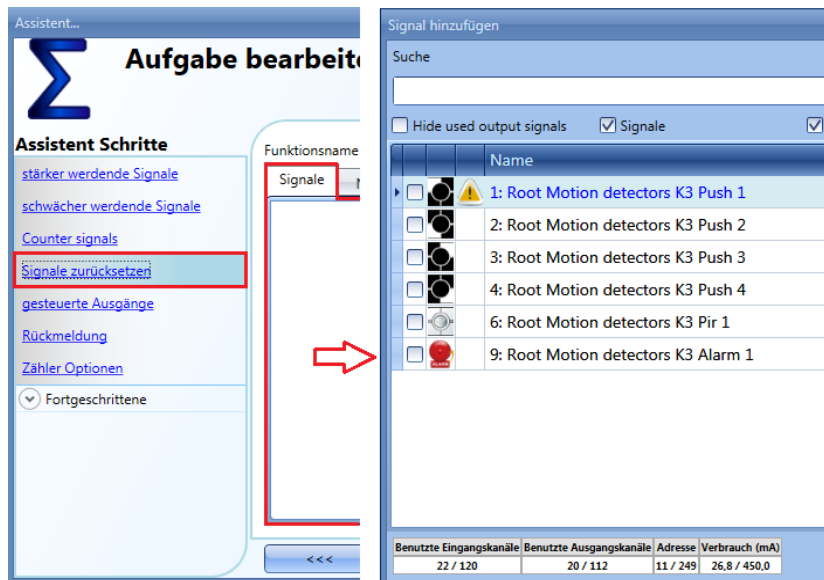 Assistent...
Aufgabe bearbeite
Assistent Schritte
stärker werdende Signale
schwächer werdende Signale
Counter signals
Signale zurücksetzen
gesteuerte Ausgänge
Rückmeldung
Zähler Optionen
Fortgeschrittene
Funktionsname
Signale
<<<
Signal hinzufügen
Suche
Hide used output signals Signale
Name
1: Root Motion detectors K3 Push 1
2: Root Motion detectors K3 Push 2
3: Root Motion detectors K3 Push 3
4: Root Motion detectors K3 Push 4
6: Root Motion detectors K3 Pir 1
ALARM
9: Root Motion detectors K3 Alarm 1
Benutzte Eingangskanäle Benutzte Ausgangskanäle Adresse Verbrauch (mA)
22 / 120 20 / 112 11 / 249 26,8 / 450,0